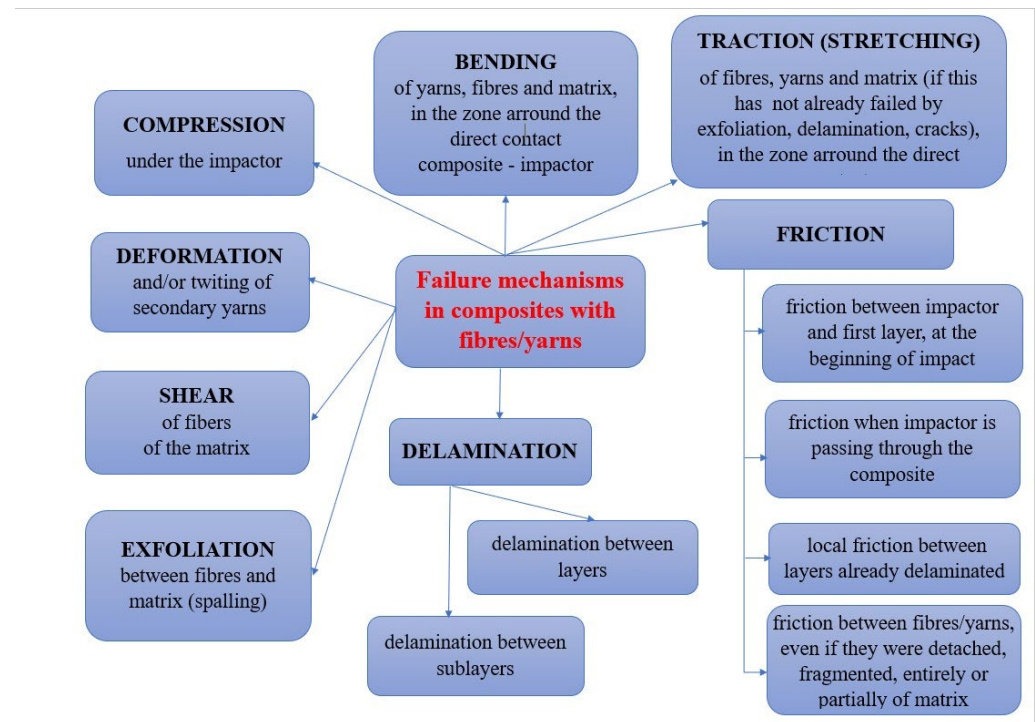 COMPRESSION
under the impactor
BENDING
of yarns, fibres and matrix,
in the zone arround the
direct contact
composite - impactor
TRACTION (STRETCHING)
of fibres, yarns and matrix (if this
has not already failed by
exfoliation, delamination, cracks),
in the zone arround the direct
DEFORMATION
and/or twiting of
secondary yarns
Failure mechanisms
in composites with
fibres/yarns
FRICTION
friction between impactor
and first layer, at the
beginning of impact
SHEAR
of fibers
of the matrix
DELAMINATION
friction when impactor is
passing through the
composite
EXFOLIATION
between fibres and
matrix (spalling)
delamination between
layers
local friction between
layers already delaminated
delamination between
sublayers
friction between fibres/yarns,
even if they were detached,
fragmented, entirely or
partially of matrix